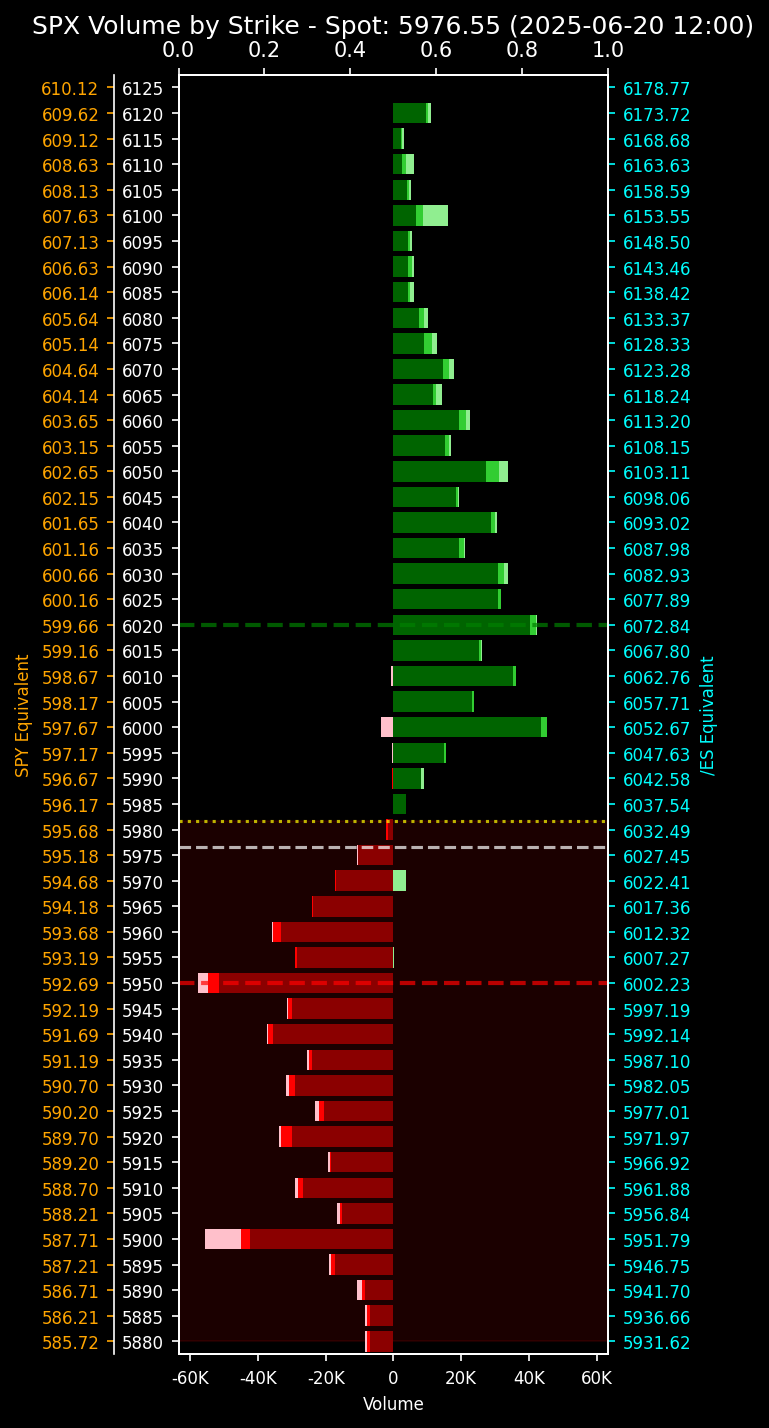 SPX Volume by Strike - Spot: 5976.55 (2025-06-20 12:00)
0.0 0.2 0.4 0.6 0.8 1.0
610.12 6125 6178.77
609.62 6120 6173.72
609.12 6115 6168.68
608.63 6110 6163.63
608.13 6105 6158.59
607.63 6100 6153.55
607.13 6095 6148.50
606.63 6090 6143.46
606.14 6085 6138.42
605.64 6080 6133.37
605.14 6075 6128.33
604.64 6070 6123.28
604.14 6065 6118.24
603.65 6060 6113.20
603.15 6055 6108.15
602.65 6050 6103.11
602.15 6045 6098.06
601.65 6040 6093.02
601.16 6035 6087.98
600.66 6030 6082.93
600.16 6025 6077.89
599.66 6020 6072.84
599.16 6015 6067.80
598.67 6010 6062.76
598.17 6005 6057.71
597.67 6000 6052.67
597.17 5995 6047.63
596.67 5990 6042.58
596.17 5985 6037.54
595.68 5980 6032.49
595.18 5975 6027.45
594.68 5970 6022.41
594.18 5965 6017.36
593.68 5960 6012.32
593.19 5955 6007.27
592.69 5950 6002.23
592.19 5945 5997.19
591.69 5940 5992.14
591.19 5935 5987.10
590.70 5930 5982.05
590.20 5925 5977.01
589.70 5920 5971.97
589.20 5915 5966.92
588.70 5910 5961.88
588.21 5905 5956.84
587.71 5900 5951.79
587.21 5895 5946.75
586.71 5890 5941.70
586.21 5885 5936.66
585.72 5880 5931.62
SPY Equivalent
/ES Equivalent
-60K -40K -20K 0 20K 40K 60K
Volume